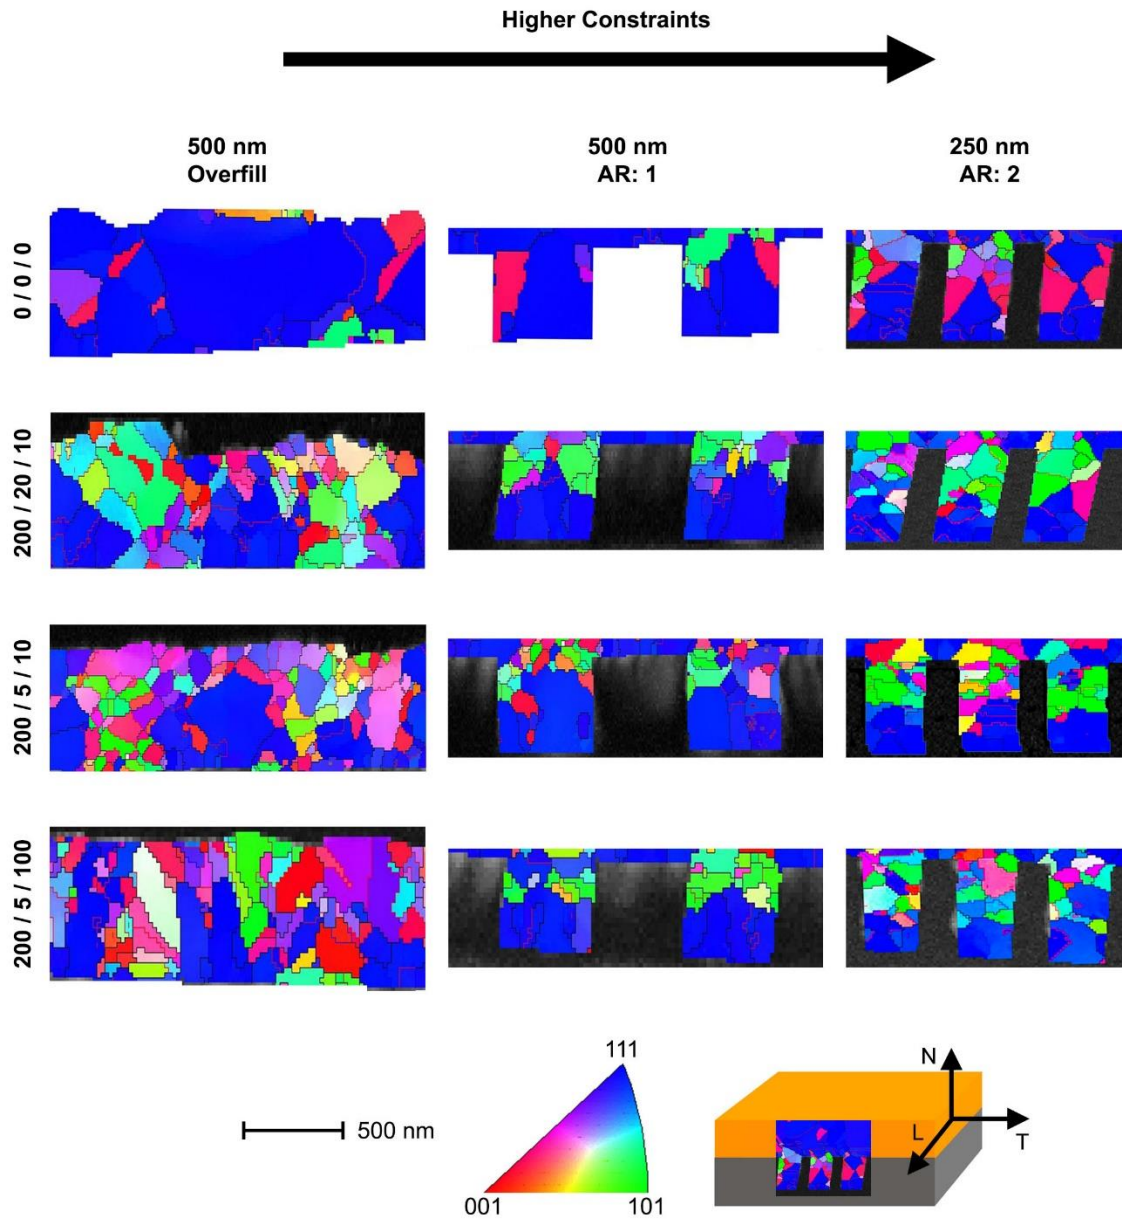 Higher Constraints
500 nm
Overfill
500 nm
AR: 1
250 nm
AR: 2
0 / 0 / 0
200 / 20 / 10
200 / 5 / 10
200 / 5 / 100
500 nm
111
001
101
N
L
T